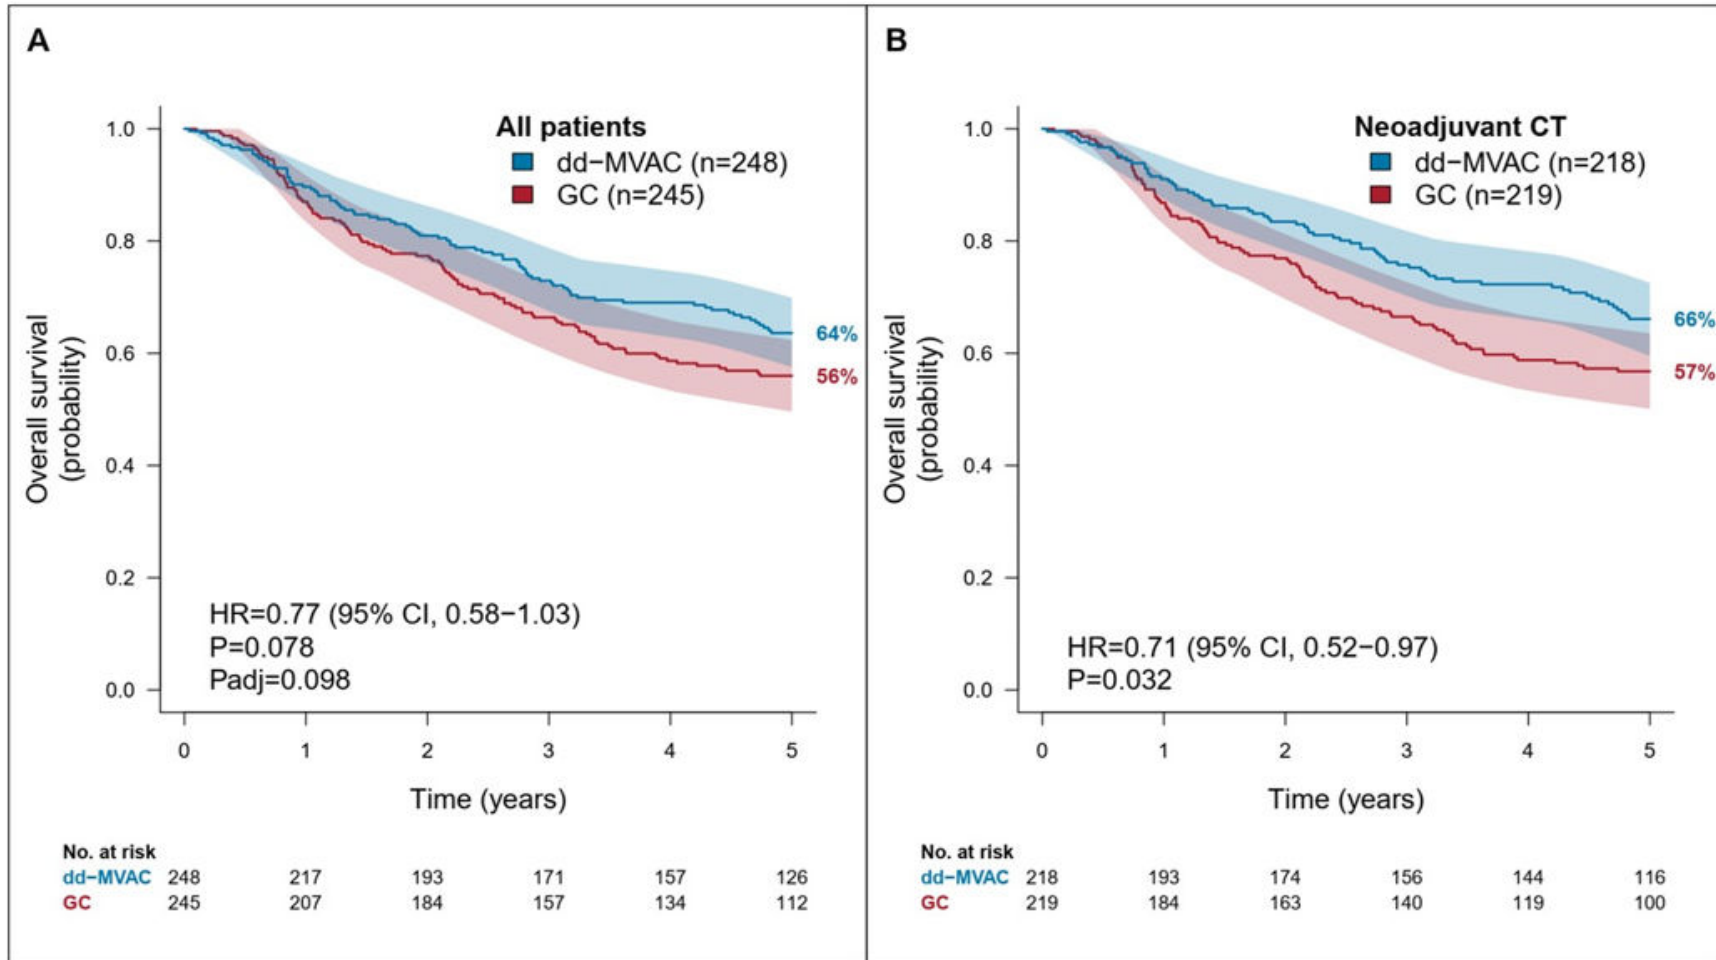 A
All patients
dd−MVAC (n=248)
GC (n=245)
1.0
0.8
0.6
0.4
0.2
0.0
Overall survival
(probability)
64%
56%
HR=0.77 (95% CI, 0.58−1.03)
P=0.078
Padj=0.098
0 1 2 3 4 5
Time (years)
No. at risk
dd−MVAC 248 217 193 171 157 126
GC 245 207 184 157 134 112
B
Neoadjuvant CT
dd−MVAC (n=218)
GC (n=219)
1.0
0.8
0.6
0.4
0.2
0.0
Overall survival
(probability)
66%
57%
HR=0.71 (95% CI, 0.52−0.97)
P=0.032
0 1 2 3 4 5
Time (years)
No. at risk
dd−MVAC 218 193 174 156 144 116
GC 219 184 163 140 119 100